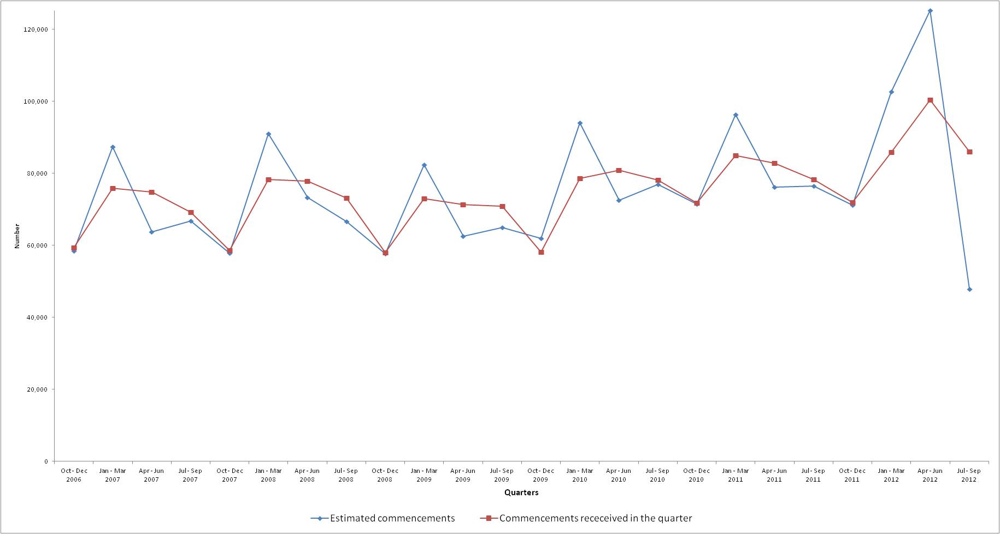 120,000
100,000
80,000
60,000
40,000
20,000
0
Number
Oct- Dec 2006
Jan - Mar 2007
Apr - Jun 2007
Jul - Sep 2007
Oct- Dec 2007
Jan - Mar 2008
Apr - Jun 2008
Jul - Sep 2008
Oct- Dec 2008
Jan - Mar 2009
Apr - Jun 2009
Jul - Sep 2009
Oct- Dec 2009
Jan - Mar 2010
Apr - Jun 2010
Jul - Sep 2010
Oct- Dec 2010
Jan - Mar 2011
Apr - Jun 2011
Jul - Sep 2011
Oct- Dec 2011
Jan - Mar 2012
Apr - Jun 2012
Jul - Sep 2012
Quarters
Estimated commencements
Commencements receceived in the quarter